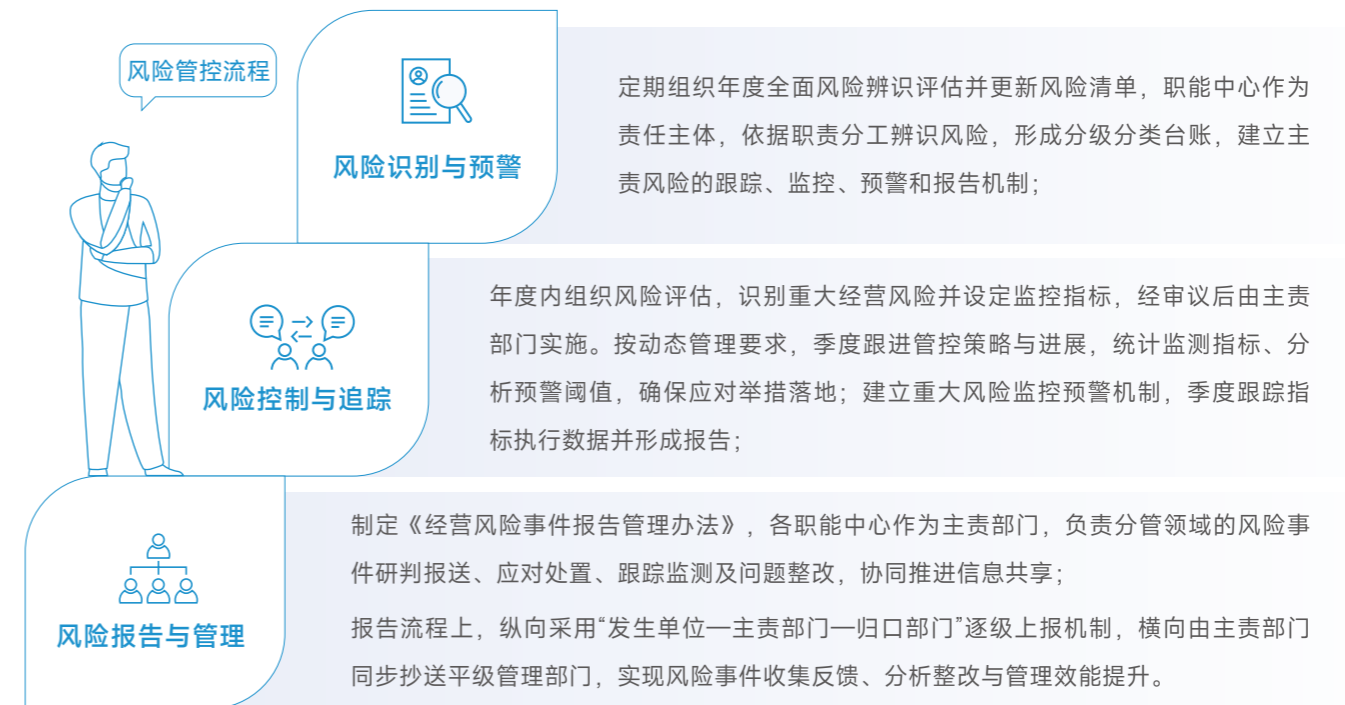 风险管控流程
风险识别与预警
定期组织年度全面风险辨识评估并更新风险清单，职能中心作为
责任主体，依据职责分工辨识风险，形成分级分类台账，建立主
责风险的跟踪、监控、预警和报告机制；
风险控制与追踪
年度内组织风险评估，识别重大经营风险并设定监控指标，经审议后由主责
部门实施。按动态管理要求，季度跟进管控策略与进展，统计监测指标、分
析预警阈值，确保应对举措落地；建立重大风险监控预警机制，季度跟踪指
标执行数据并形成报告；
风险报告与管理
制定《经营风险事件报告管理办法》，各职能中心作为主责部门，负责分管领域的风险事
件研判报送、应对处置、跟踪监测及问题整改，协同推进信息共享；
报告流程上，纵向采用“发生单位—主责部门—归口部门”逐级上报机制，横向由主责部门
同步抄送平级管理部门，实现风险事件收集反馈、分析整改与管理效能提升。